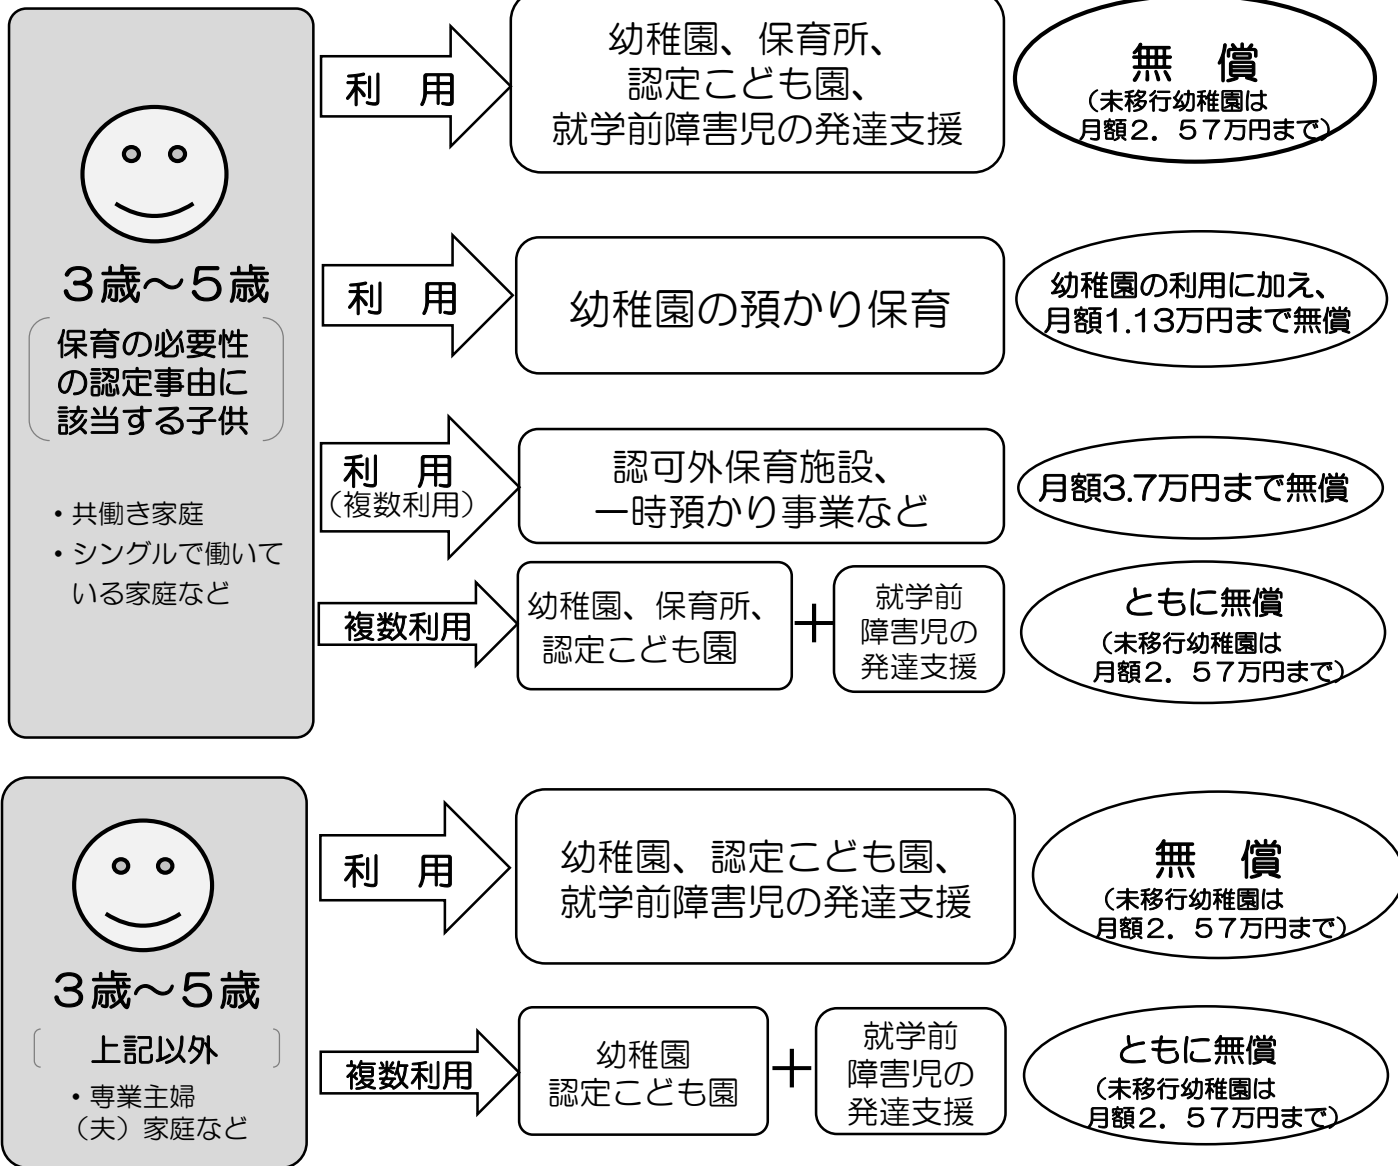 ３歳～５歳
保育の必要性
の認定事由に
該当する子供
・共働き家庭
・シングルで働いて
いる家庭など
利　用
幼稚園、保育所、
認定こども園、
就学前障害児の発達支援
無　償
（未移行幼稚園は
月額２．５７万円まで）
利　用
幼稚園の預かり保育
幼稚園の利用に加え、
月額1.13万円まで無償
利　用
（複数利用）
認可外保育施設、
一時預かり事業など
月額3.7万円まで無償
複数利用
幼稚園、保育所、
認定こども園
＋
就学前
障害児の
発達支援
ともに無償
（未移行幼稚園は
月額２．５７万円まで）
３歳～５歳
上記以外
・専業主婦
（夫）家庭など
利　用
幼稚園、認定こども園、
就学前障害児の発達支援
無　償
（未移行幼稚園は
月額２．５７万円まで）
複数利用
幼稚園
認定こども園
＋
就学前
障害児の
発達支援
ともに無償
（未移行幼稚園は
月額２．５７万円まで）